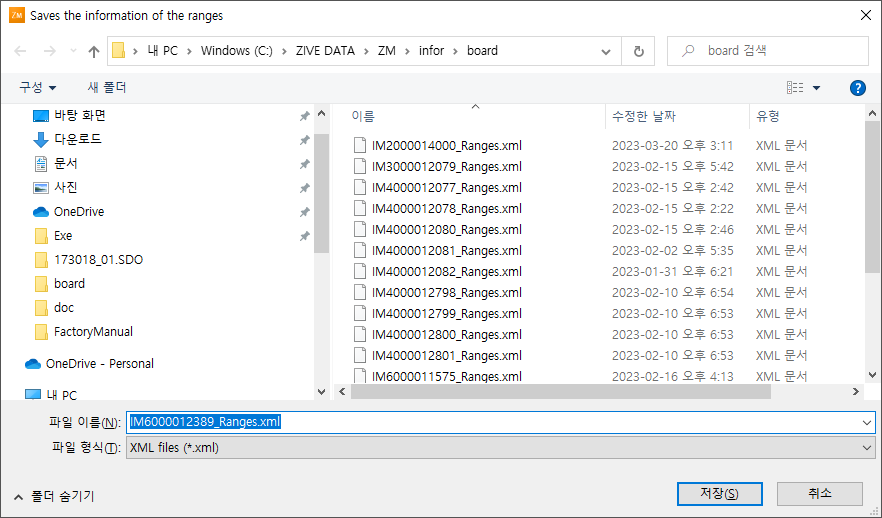 ZM Saves the information of the ranges
내 PC > Windows (C:) > ZIVE DATA > ZM > infor > board
board 검색
구성 새 폴더
바탕 화면
다운로드
문서
사진
OneDrive
Exe
173018_01.SDO
board
doc
FactoryManual
OneDrive - Personal
내 PC
이름 수정한 날짜 유형
IM2000014000_Ranges.xml 2023-03-20 오후 3:11 XML 문서
IM3000012079_Ranges.xml 2023-02-15 오후 5:42 XML 문서
IM4000012077_Ranges.xml 2023-02-15 오후 2:42 XML 문서
IM4000012078_Ranges.xml 2023-02-15 오후 2:22 XML 문서
IM4000012080_Ranges.xml 2023-02-15 오후 2:46 XML 문서
IM4000012081_Ranges.xml 2023-02-02 오후 5:35 XML 문서
IM4000012082_Ranges.xml 2023-01-31 오후 6:21 XML 문서
IM4000012798_Ranges.xml 2023-02-10 오후 6:54 XML 문서
IM4000012799_Ranges.xml 2023-02-10 오후 6:53 XML 문서
IM4000012800_Ranges.xml 2023-02-10 오후 6:53 XML 문서
IM4000012801_Ranges.xml 2023-02-10 오후 6:53 XML 문서
IM6000011575_Ranges.xml 2023-02-16 오후 4:13 XML 문서
파일 이름(N): IM6000012389_Ranges.xml
파일 형식(T): XML files (*.xml)
폴더 숨기기 저장(S) 취소